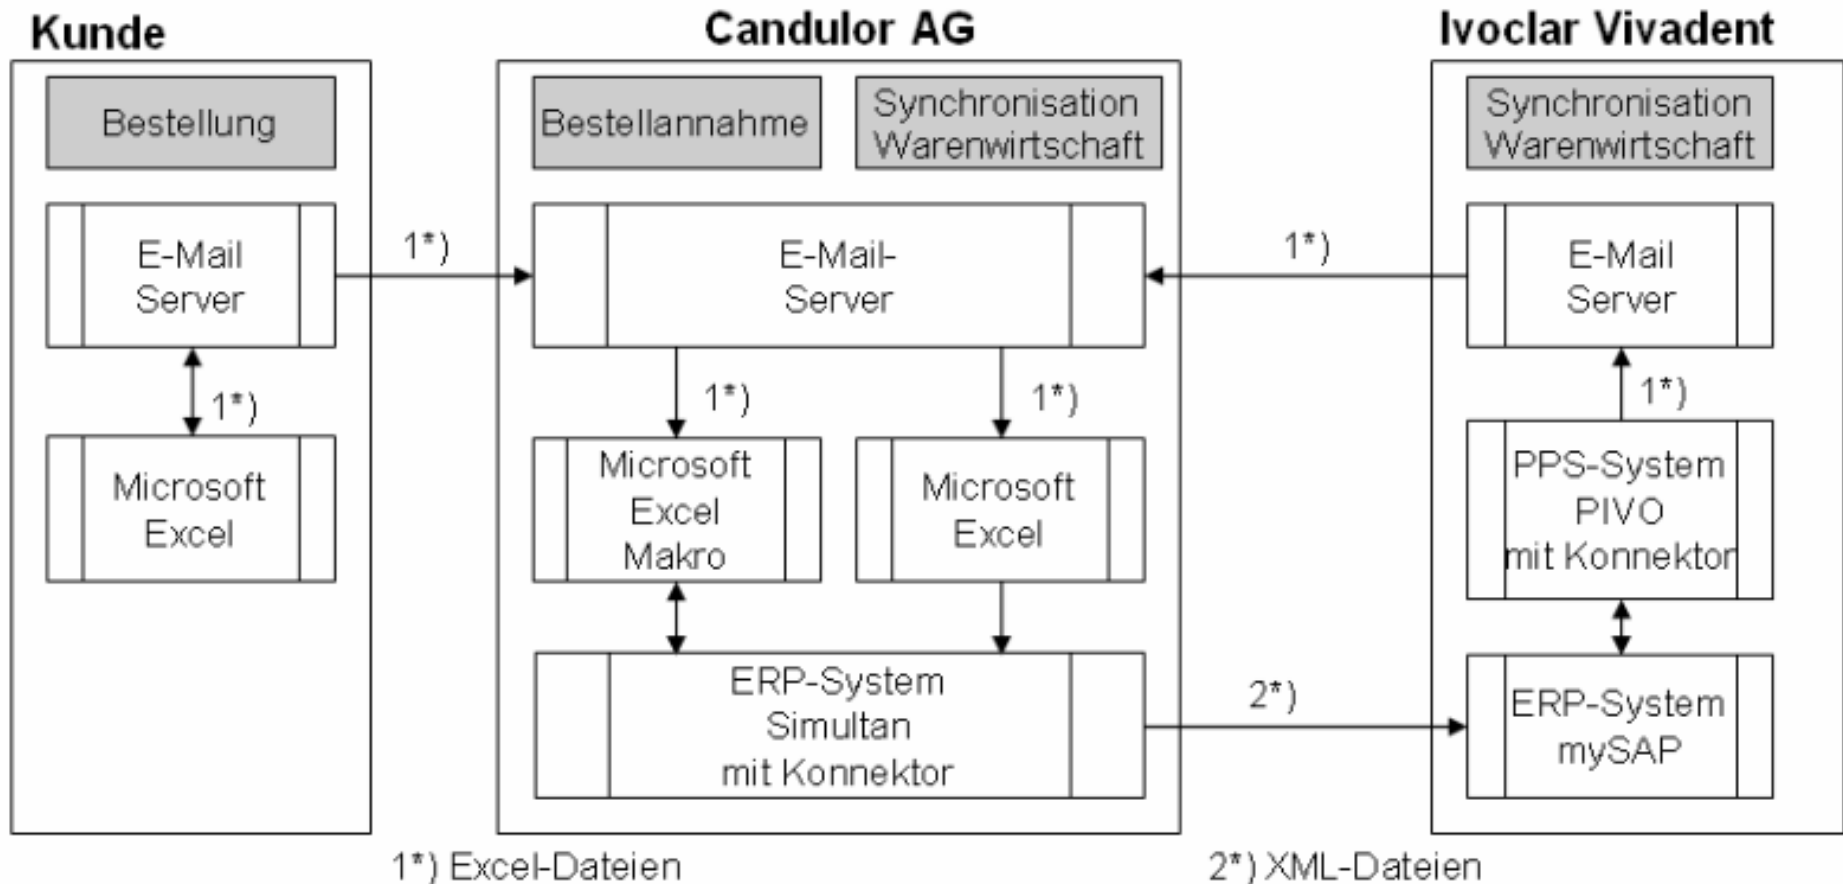 Kunde
Candulor AG
Ivoclar Vivadent
Bestellung
Bestellannahme
Synchronisation
Warenwirtschaft
Synchronisation
Warenwirtschaft
E-Mail
Server
1*)
E-Mail-
Server
1*)
E-Mail
Server
1*)
1*)
1*)
1*)
Microsoft
Excel
Microsoft
Excel
Makro
Microsoft
Excel
PPS-System
PIVO
mit Konnektor
ERP-System
Simultan
mit Konnektor
2*)
ERP-System
mySAP
1*) Excel-Dateien
2*) XML-Dateien